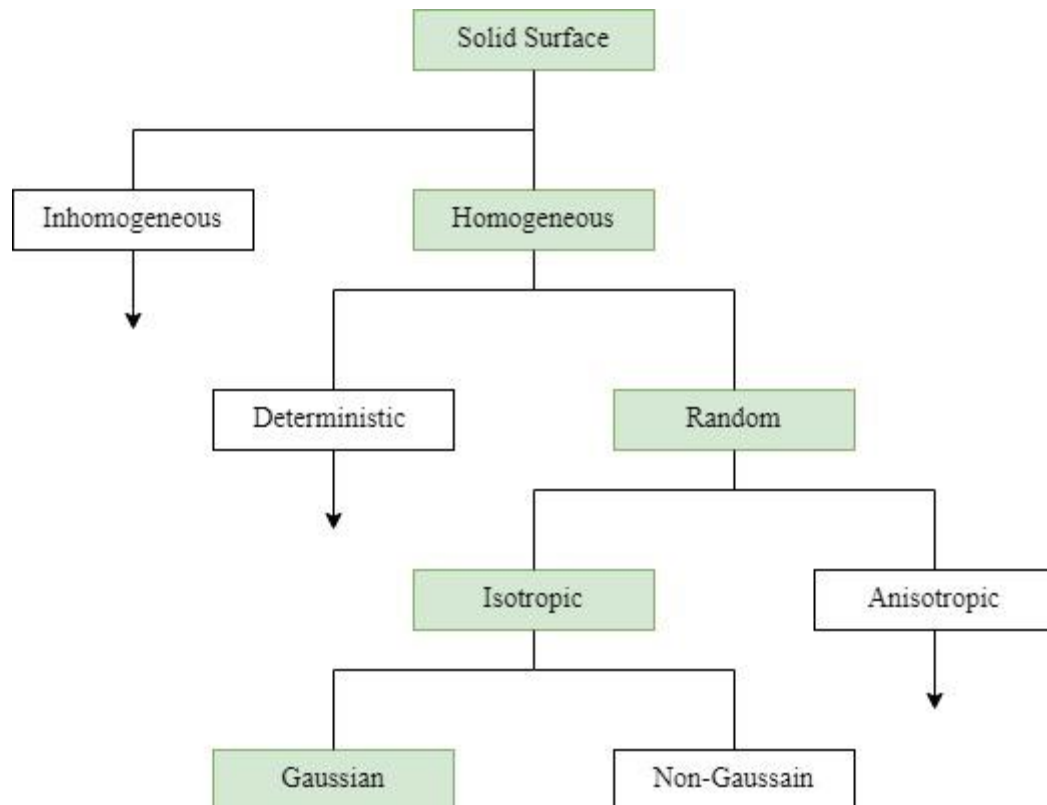 Solid Surface
Inhomogeneous
Homogeneous
Deterministic
Random
Isotropic
Anisotropic
Gaussian
Non-Gaussain